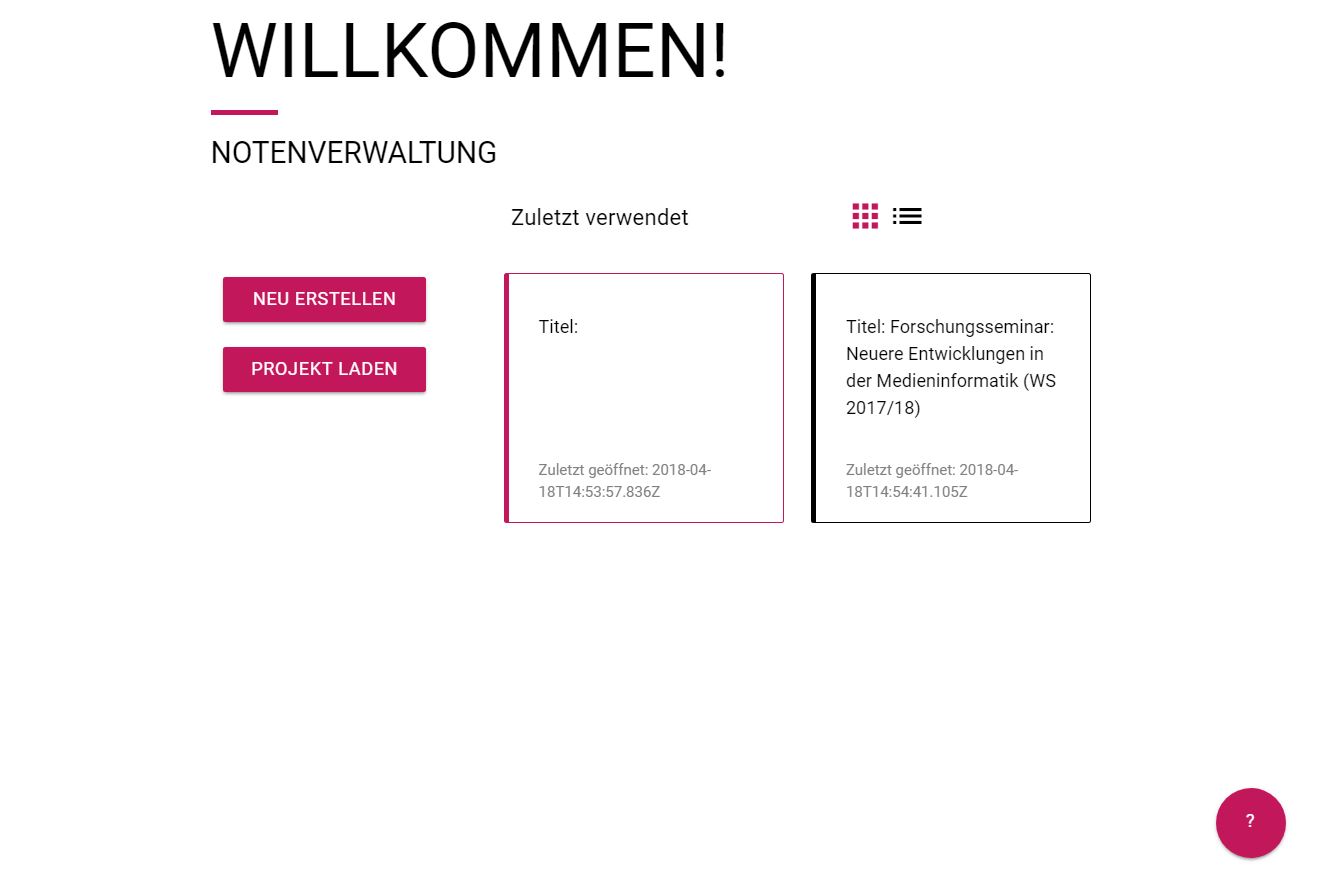 WILLKOMMEN!
NOTENVERWALTUNG
Zuletzt verwendet
NEU ERSTELLEN
PROJEKT LADEN
Titel:
Zuletzt geöffnet: 2018-04-
18T14:53:57.836Z
Titel: Forschungsseminar:
Neuere Entwicklungen in
der Medieninformatik (WS
2017/18)
Zuletzt geöffnet: 2018-04-
18T14:54:41.105Z
?